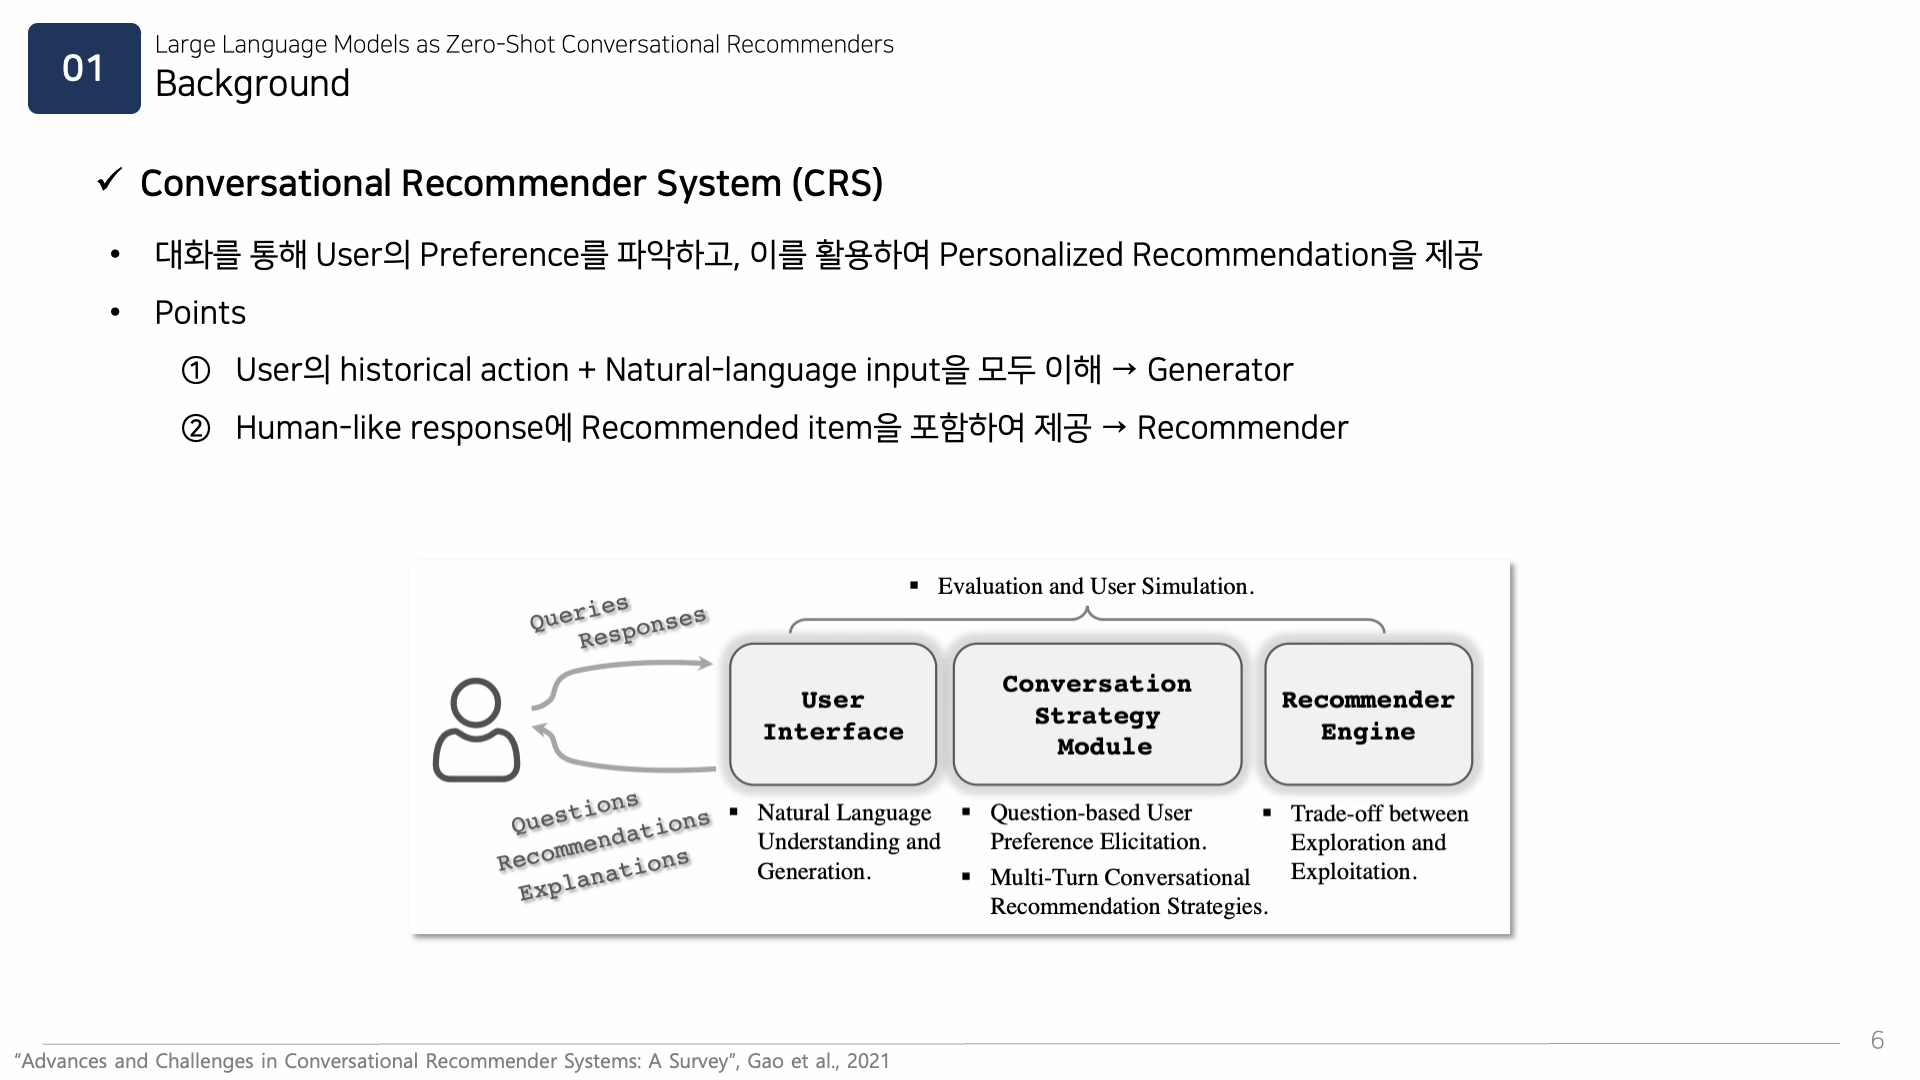 01
Large Language Models as Zero-Shot Conversational Recommenders
Background
✓ Conversational Recommender System (CRS)
• 대화를 통해 User의 Preference를 파악하고, 이를 활용하여 Personalized Recommendation을 제공
• Points
① User의 historical action + Natural-language input을 모두 이해 → Generator
② Human-like response에 Recommended item을 포함하여 제공 → Recommender
▪ Evaluation and User Simulation.
Queries
Responses
Questions
Recommendations
Explanations
User
Interface
▪ Natural Language
Understanding and
Generation.
Conversation
Strategy
Module
▪ Question-based User
Preference Elicitation.
▪ Multi-Turn Conversational
Recommendation Strategies.
Recommender
Engine
▪ Trade-off between
Exploration and
Exploitation.
6
“Advances and Challenges in Conversational Recommender Systems: A Survey”, Gao et al., 2021